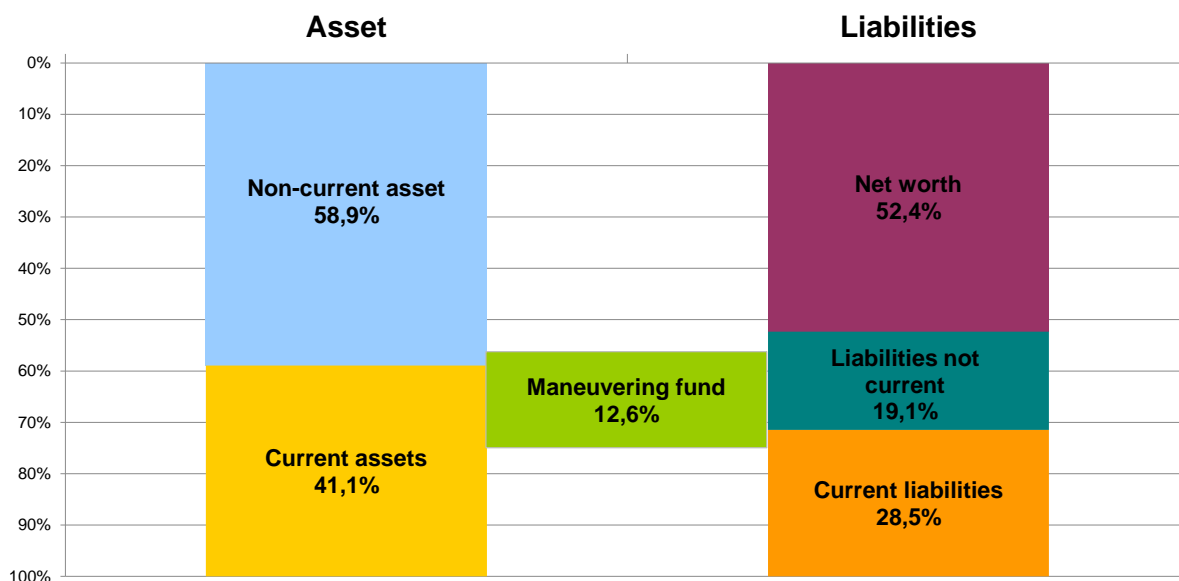 Asset
Liabilities
0%
10%
20%
30%
40%
50%
60%
70%
80%
90%
100%
Non-current asset
58,9%
Current assets
41,1%
Maneuvering fund
12,6%
Net worth
52,4%
Liabilities not
current
19,1%
Current liabilities
28,5%